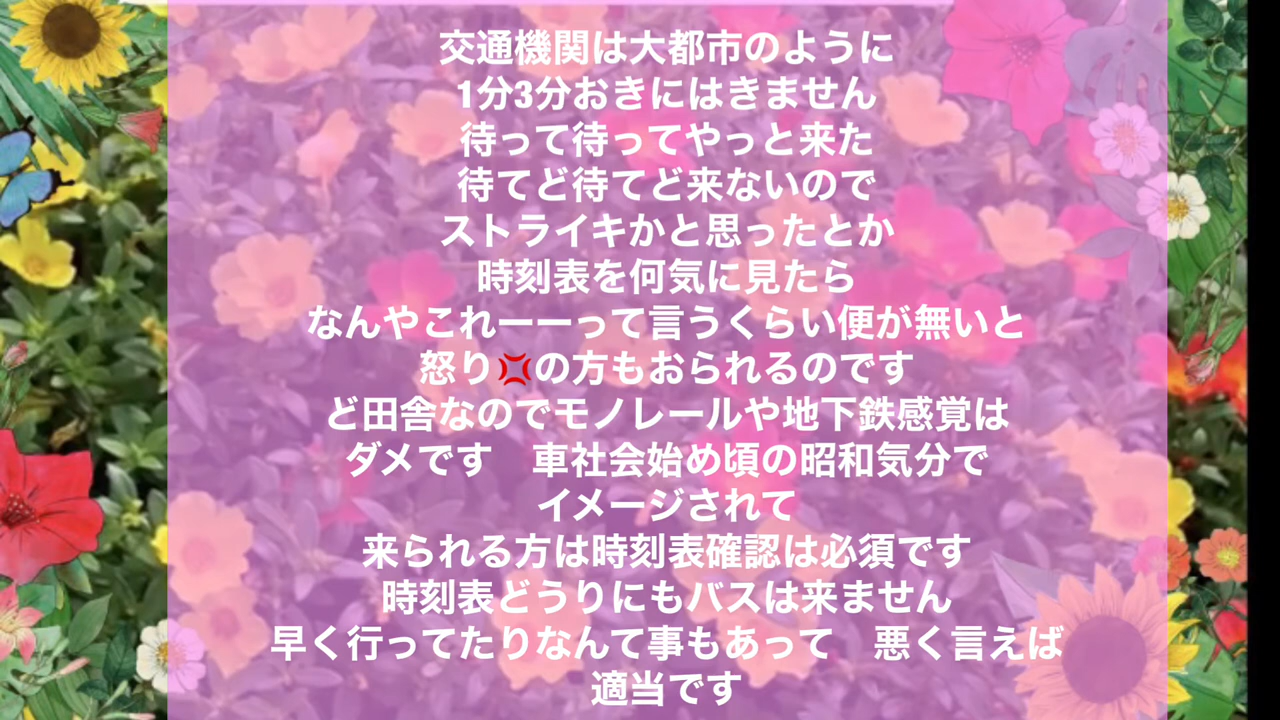 交通機関は大都市のように
1分3分おきにはきません
待って待ってやっと来た
待てど待てど来ないので
ストライキかと思ったとか
時刻表を何気に見たら
なんやこれーーって言うくらい便が無いと
怒り💢の方もおられるのです
ど田舎なのでモノレールや地下鉄感覚は
ダメです　車社会始め頃の昭和気分で
イメージされて
来られる方は時刻表確認は必須です
時刻表どうりにもバスは来ません
早く行ってたりなんて事もあって　悪く言えば
適当です